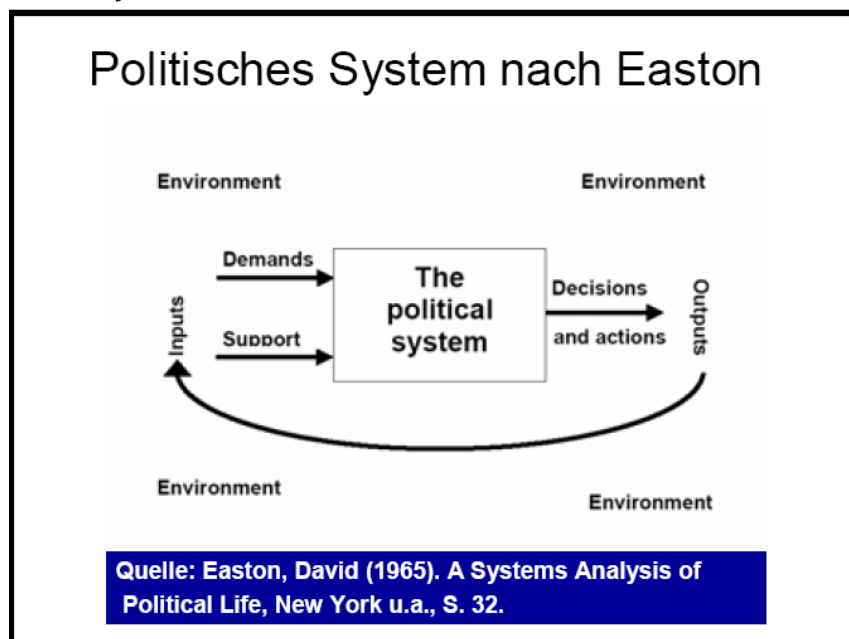 Politisches System nach Easton
Environment
Environment
Demands
Support
Inputs
The
political
system
Decisions
and actions
Outputs
Environment
Environment
Quelle: Easton, David (1965). A Systems Analysis of
Political Life, New York u.a., S. 32.